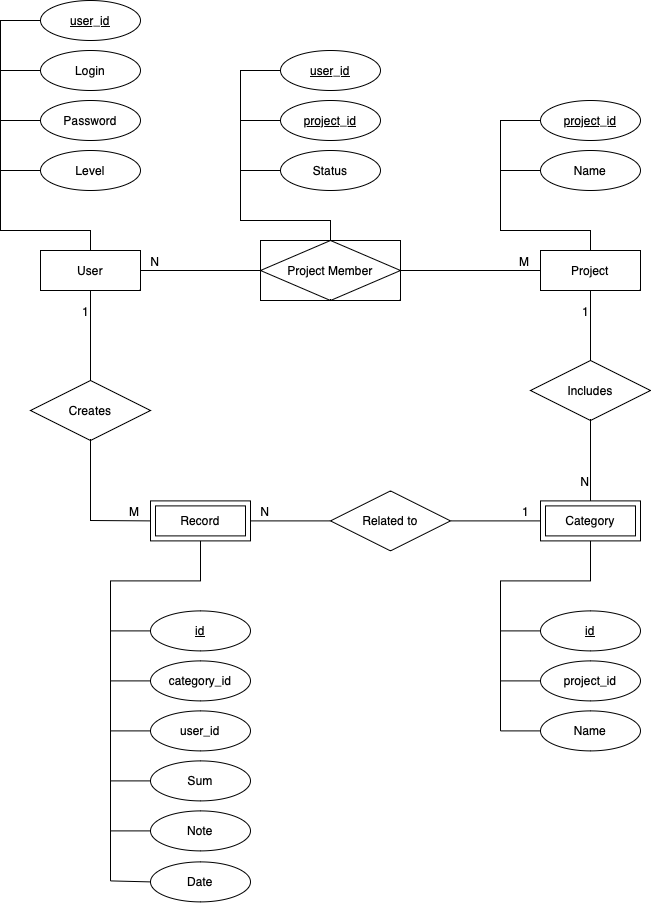 user_id
Login
Password
Level
user_id
project_id
Status
project_id
Name
User
N
Project Member
M
Project
1
1
Creates
Includes
M
Record
N
Related to
1
N
Category
id
category_id
user_id
Sum
Note
Date
id
project_id
Name